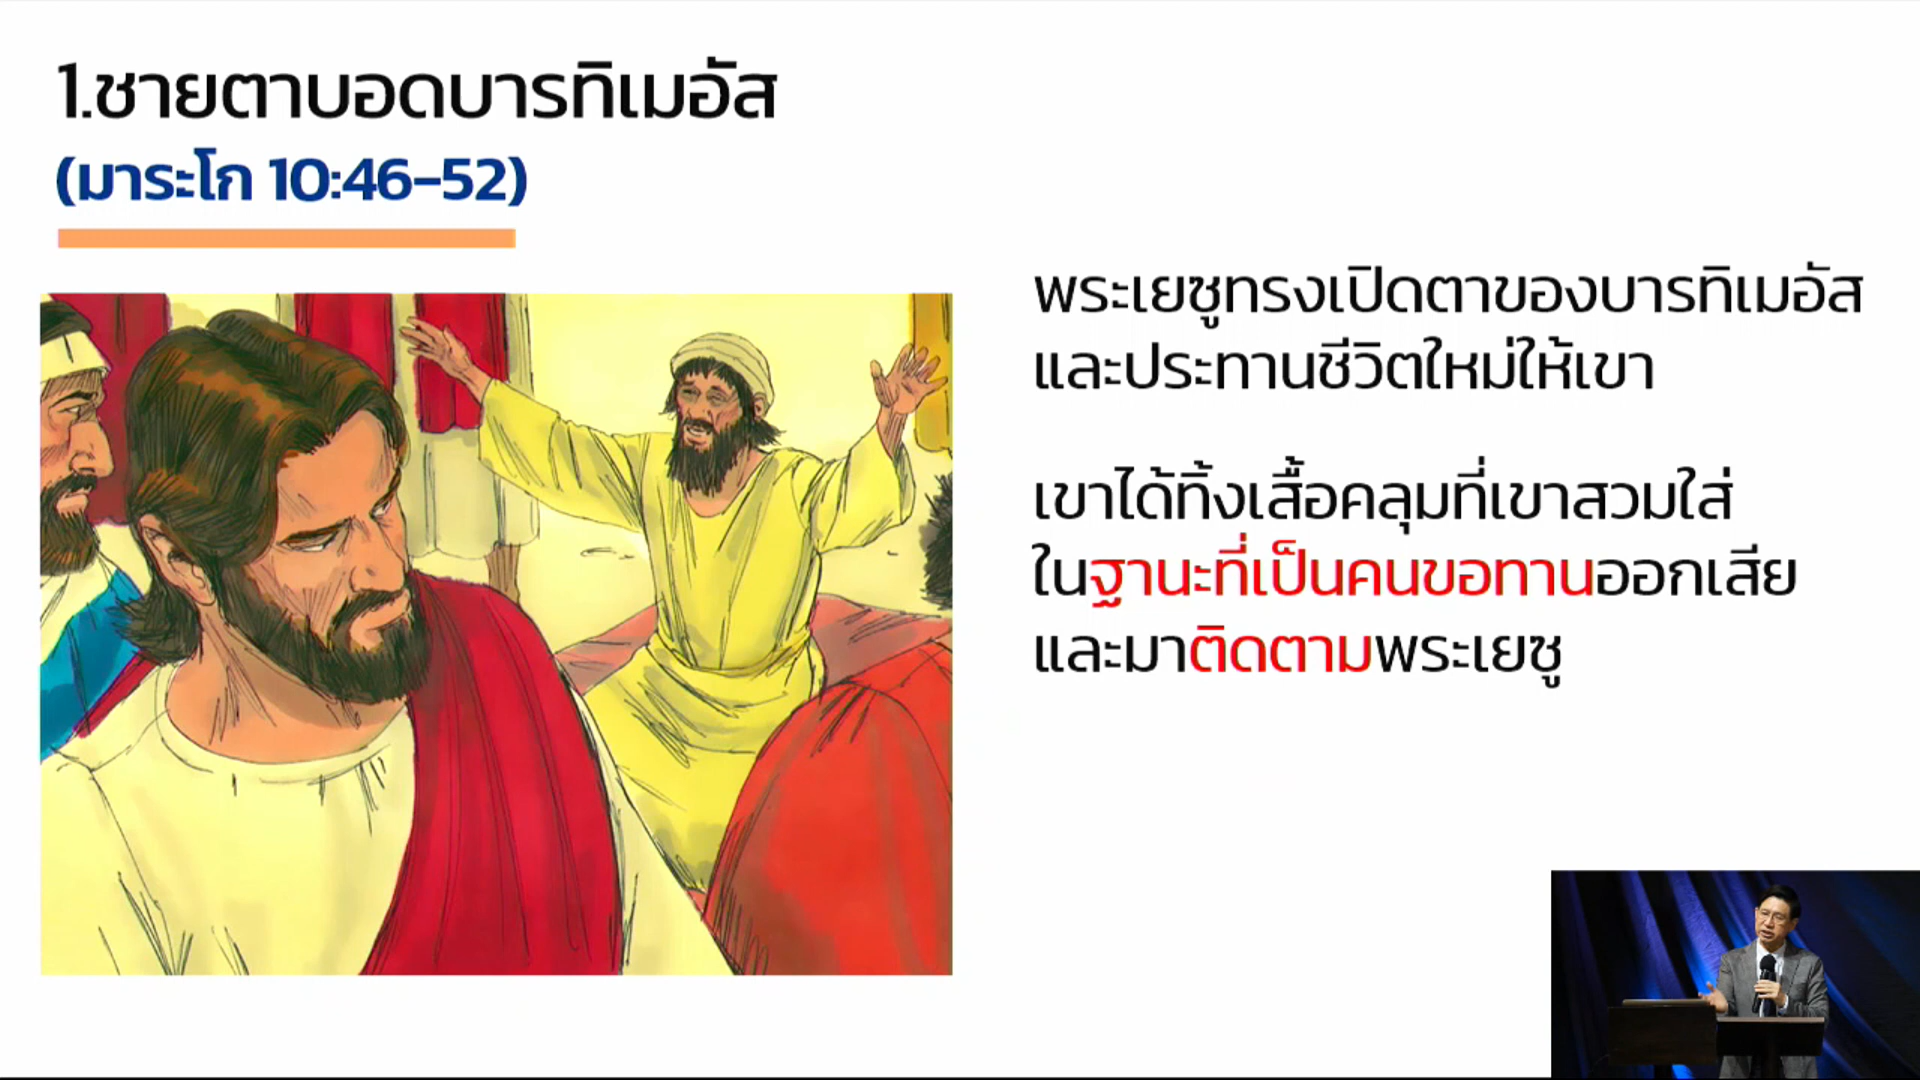 1.ชายตาบอดบารทิเมอัส
(มาระโก 10:46-52)
พระเยซูทรงเปิดตาของบารทิเมอัส
และประทานชีวิตใหม่ให้เขา
เขาได้ทิ้งเสื้อคลุมที่เขาสวมใส่
ในฐานะที่เป็นคนขอทานออกเสีย
และมาติดตามพระเยซู